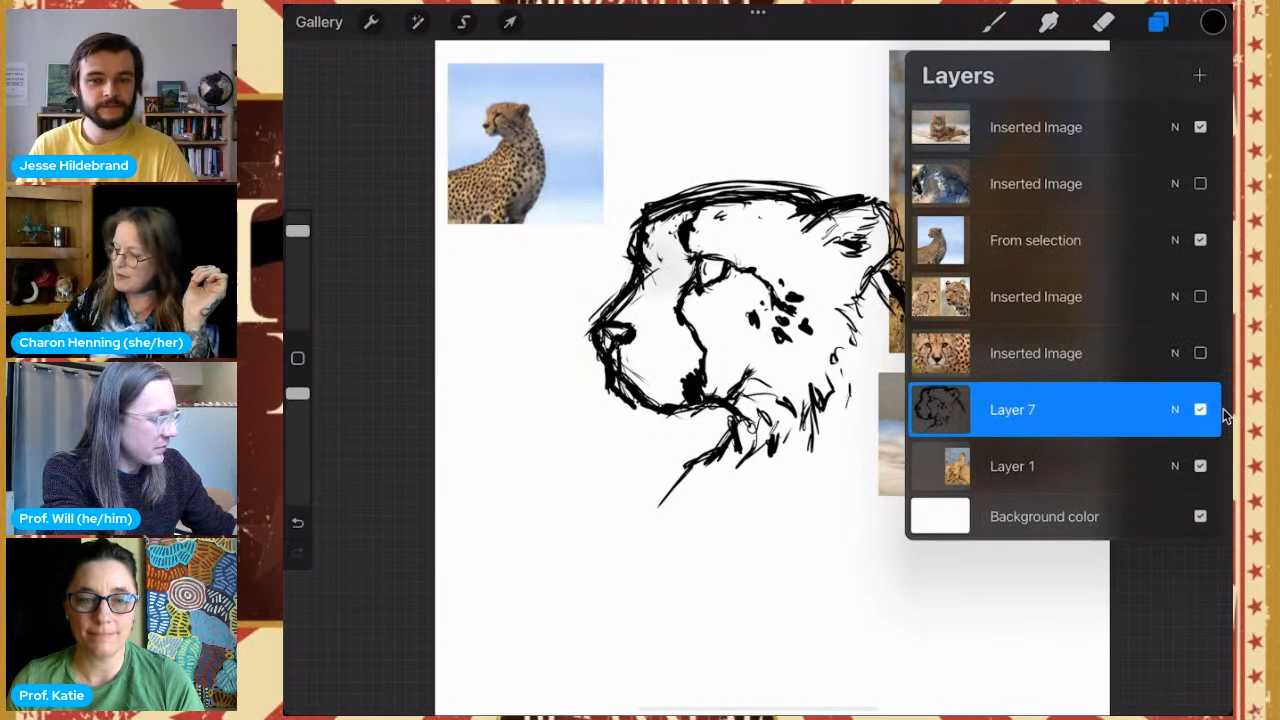 Jesse Hildebrand
Charon Henning (she/her)
Prof. Will (he/him)
Prof. Katie
Gallery
Layers
Inserted Image N
Inserted Image N
From selection N
Inserted Image N
Inserted Image N
Layer 7 N
Layer 1 N
Background color